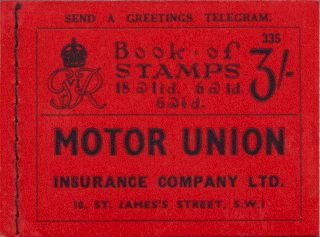 SEND A GREETINGS TELEGRAM.
335
GVIR
Book of
STAMPS 3/-
18 @ 1½d. 6 @ 1d.
6 @ ½d.
MOTOR UNION
INSURANCE COMPANY LTD.
10, ST. JAMES'S STREET, S.W.1